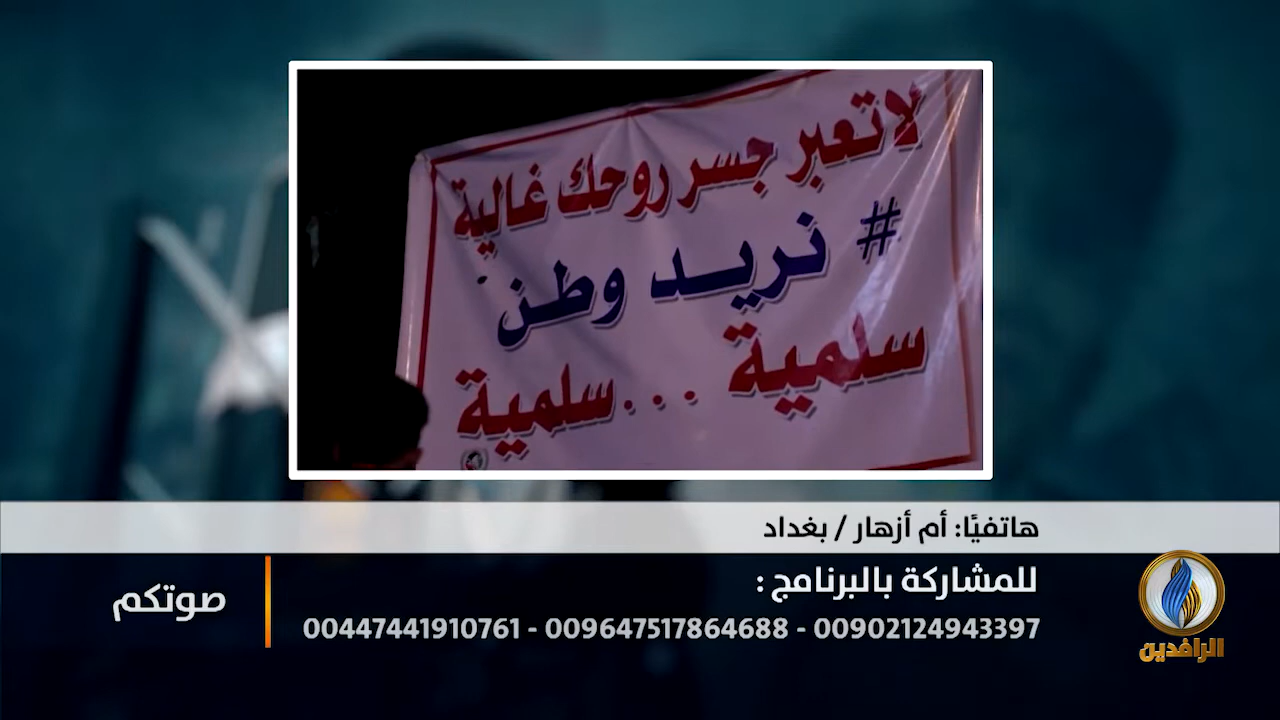 لاتعبر جسر روحك غالية
# نريد وطن
سلمية ...سلمية
هاتفيًا: أم أزهار / بغداد
للمشاركة بالبرنامج :
00447441910761 - 009647517864688 - 00902124943397
صوتكم
الرافدين